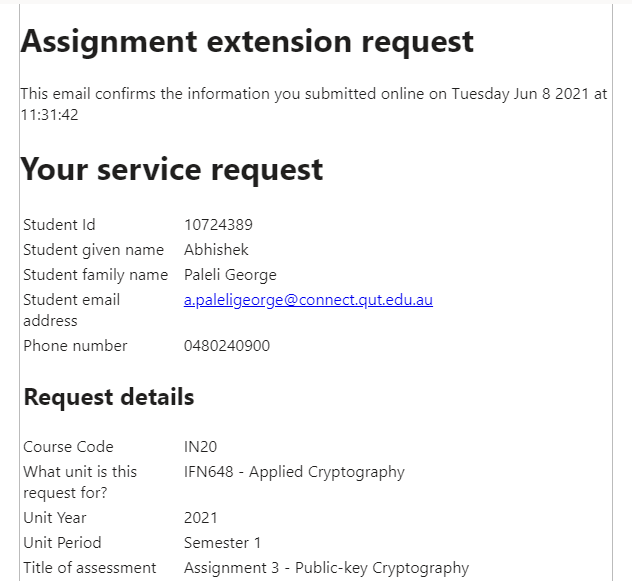 Assignment extension request
This email confirms the information you submitted online on Tuesday Jun 8 2021 at
11:31:42
Your service request
Student Id 10724389
Student given name Abhishek
Student family name Paleli George
Student email address a.paleligeorge@connect.qut.edu.au
Phone number 0480240900
Request details
Course Code IN20
What unit is this request for? IFN648 - Applied Cryptography
Unit Year 2021
Unit Period Semester 1
Title of assessment Assignment 3 - Public-key Cryptography